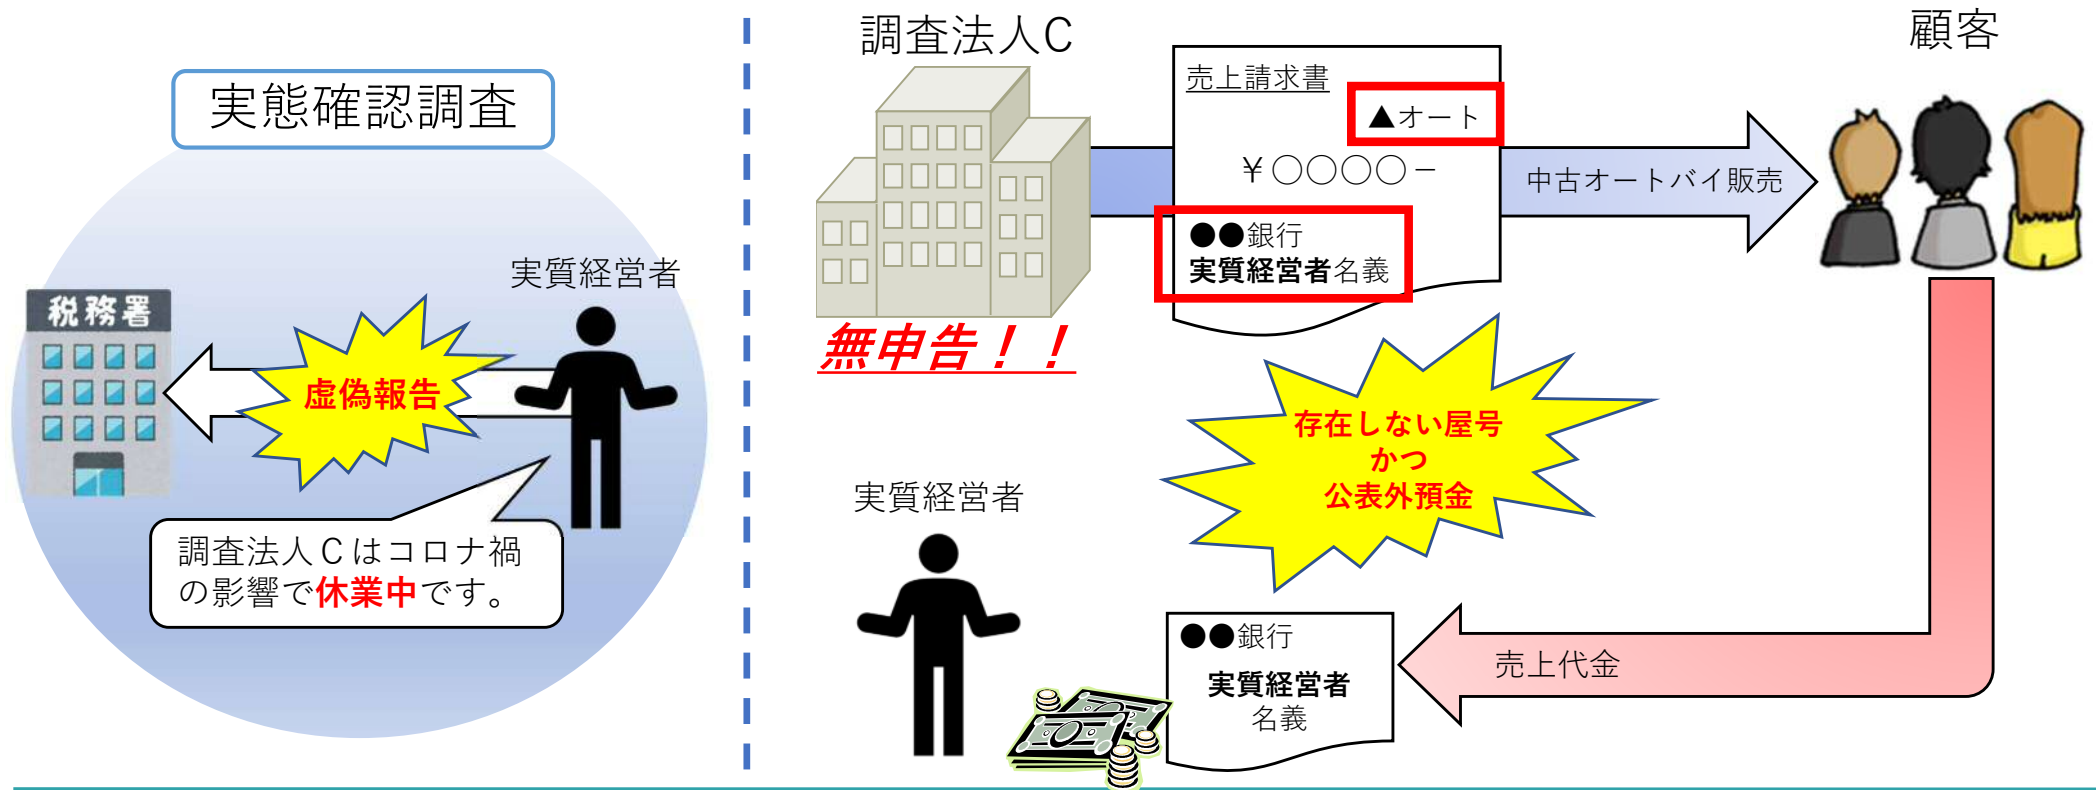 実態確認調査
実質経営者
税務署
虚偽報告
調査法人Cはコロナ禍
の影響で休業中です。
調査法人C
無申告！！
売上請求書
▲オート
¥○○○○−
●●銀行
実質経営者名義
中古オートバイ販売
顧客
存在しない屋号
かつ
公表外預金
実質経営者
●●銀行
実質経営者
名義
売上代金